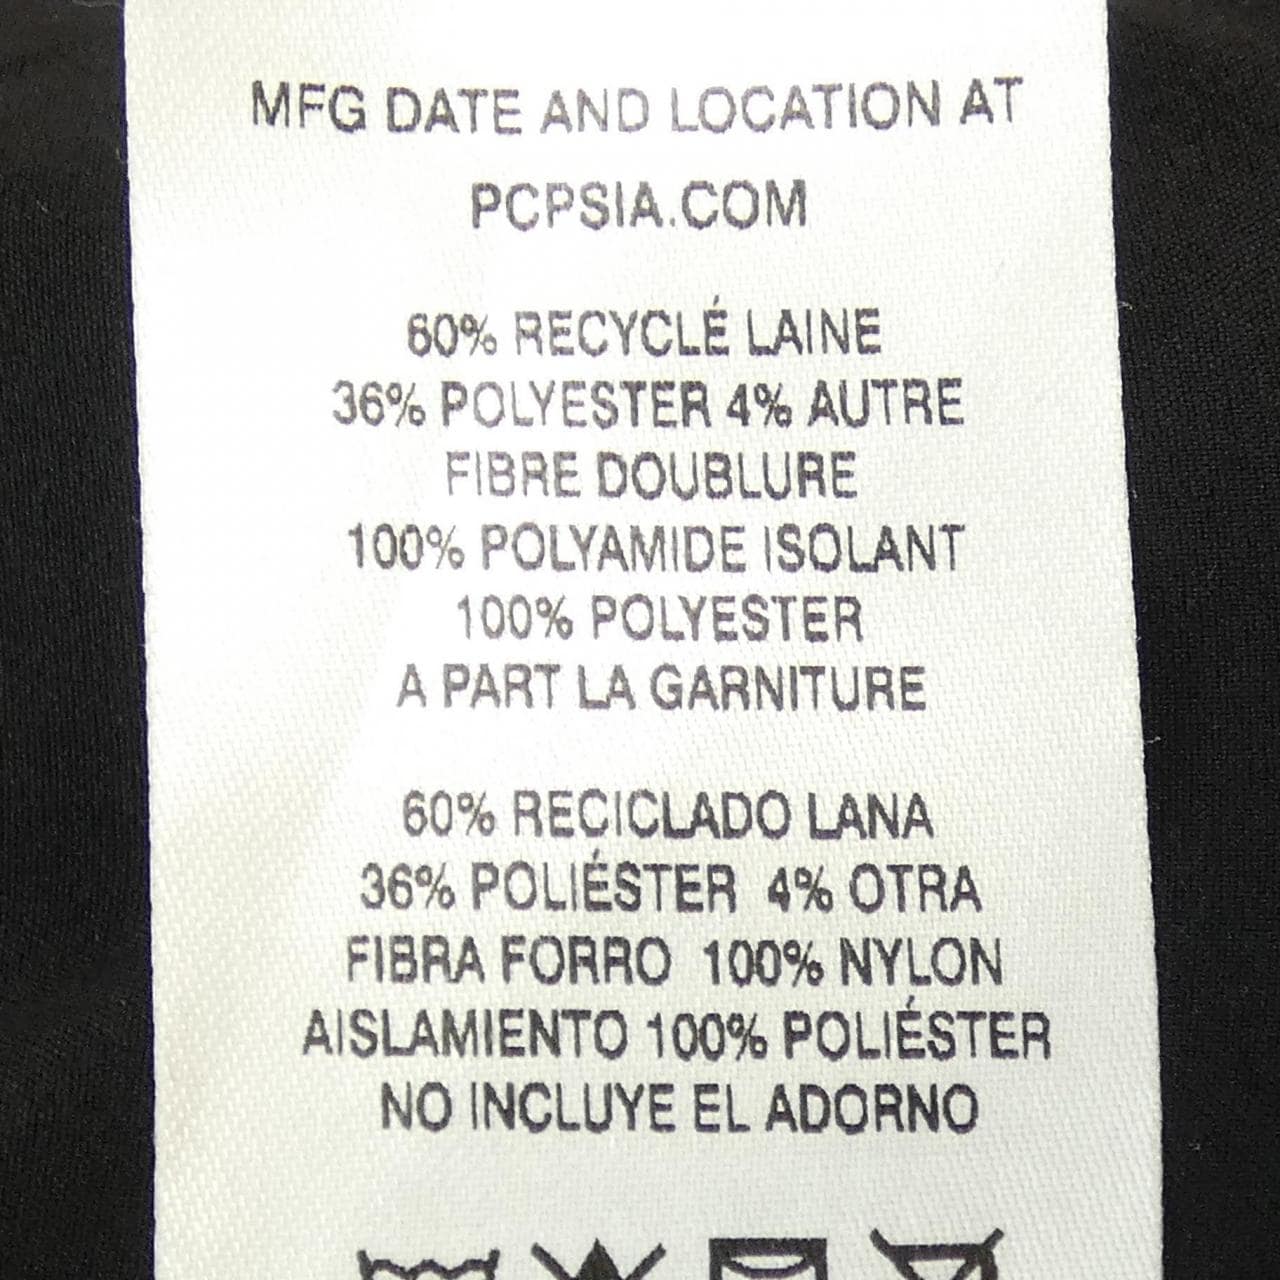 MFG DATE AND LOCATION AT
PCPSIA.COM
60% RECYCLÉ LAINE
36% POLYESTER 4% AUTRE
FIBRE DOUBLURE
100% POLYAMIDE ISOLANT
100% POLYESTER
A PART LA GARNITURE
60% RECICLADO LANA
36% POLIÉSTER 4% OTRA
FIBRA FORRO 100% NYLON
AISLAMIENTO 100% POLIÉSTER
NO INCLUYE EL ADORNO